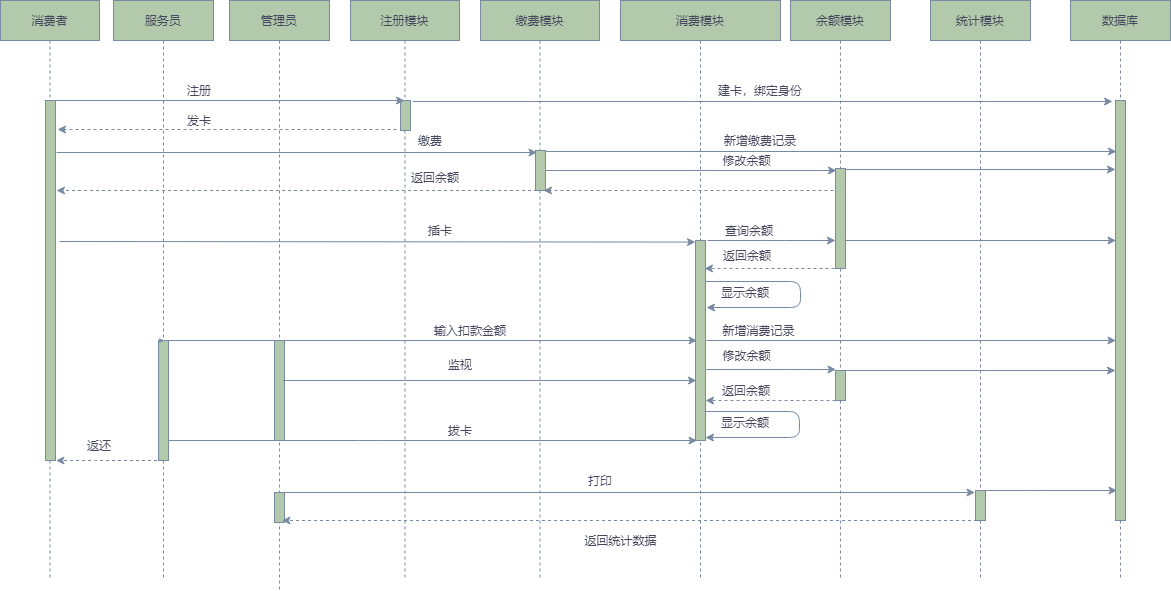 消费者
服务员
管理员
注册模块
缴费模块
消费模块
余额模块
统计模块
数据库
注册
建卡，绑定身份
发卡
缴费
新增缴费记录
修改余额
返回余额
插卡
查询余额
返回余额
显示余额
输入扣款金额
新增消费记录
修改余额
监视
返回余额
显示余额
拔卡
返还
打印
返回统计数据